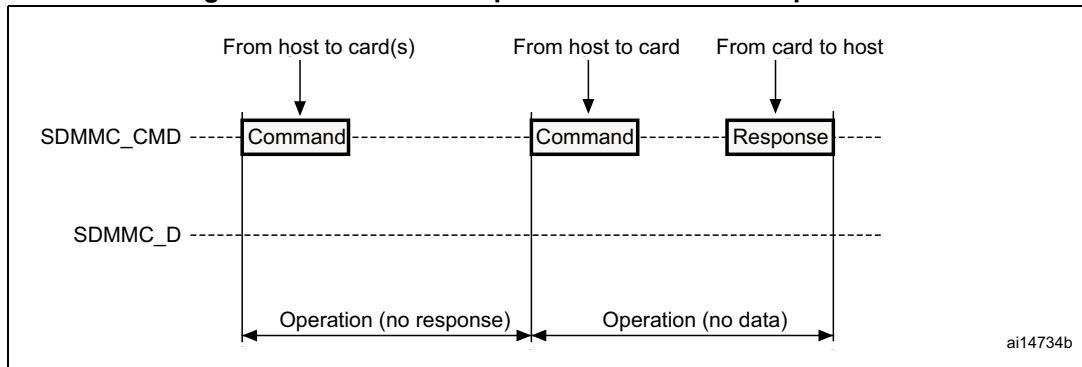 From host to card(s) From host to card From card to host
SDMMC_CMD Command Command Response
SDMMC_D
Operation (no response) Operation (no data)
ai14734b